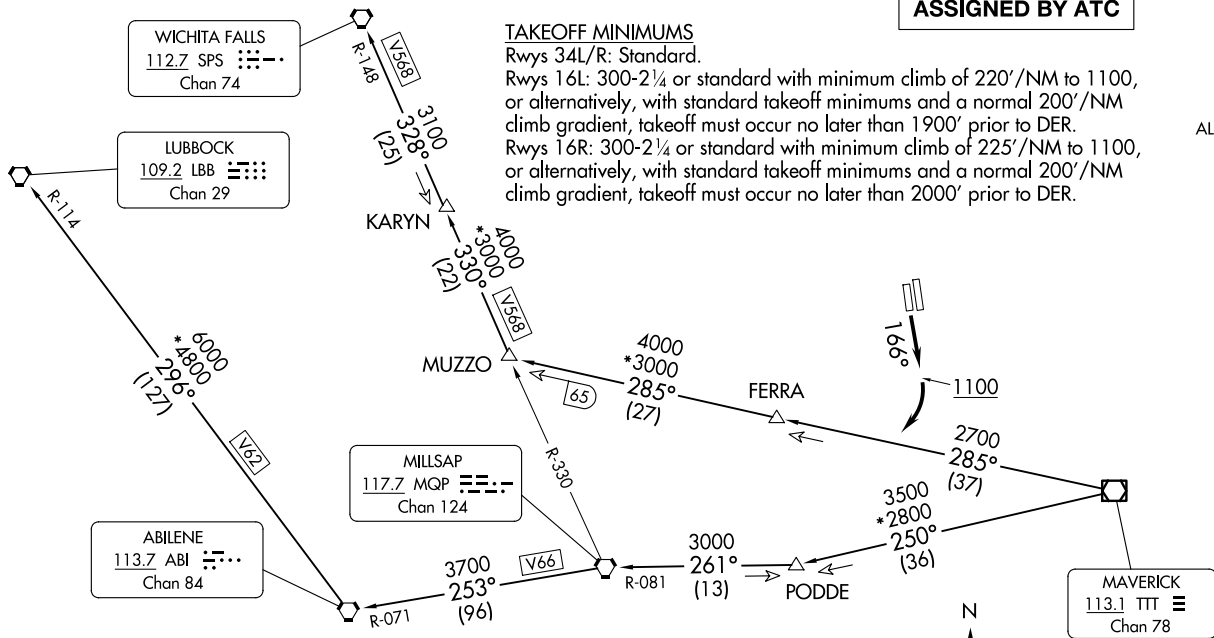 ASSIGNED BY ATC
TAKEOFF MINIMUMS
Rwys 34L/R: Standard.
Rwys 16L: 300-2¼ or standard with minimum climb of 220'/NM to 1100,
or alternatively, with standard takeoff minimums and a normal 200'/NM
climb gradient, takeoff must occur no later than 1900' prior to DER.
Rwys 16R: 300-2¼ or standard with minimum climb of 225'/NM to 1100,
or alternatively, with standard takeoff minimums and a normal 200'/NM
climb gradient, takeoff must occur no later than 2000' prior to DER.
AL
WICHITA FALLS
112.7 SPS
Chan 74
R-148
V568
3100
328°
(25)
LUBBOCK
109.2 LBB
Chan 29
R-114
KARYN
4000
*3000
330°
(22)
V568
6000
*4800
296°
(127)
V62
MUZZO
65
4000
*3000
285°
(27)
FERRA
166°
1100
2700
285°
(37)
R-330
MILLSAP
117.7 MQP
Chan 124
3500
*2800
250°
(36)
ABILENE
113.7 ABI
Chan 84
R-071
3700
253°
(96)
V66
R-081
3000
261°
(13)
PODDE
MAVERICK
113.1 TTT
Chan 78
N